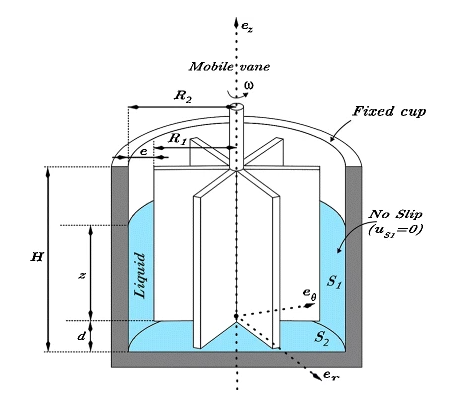 e_z
Mobile vane
ω
R_2
Fixed cup
R_1
e
No Slip
(u_S1=0)
H
z
Liquid
S_1
e_θ
d
S_2
e_r